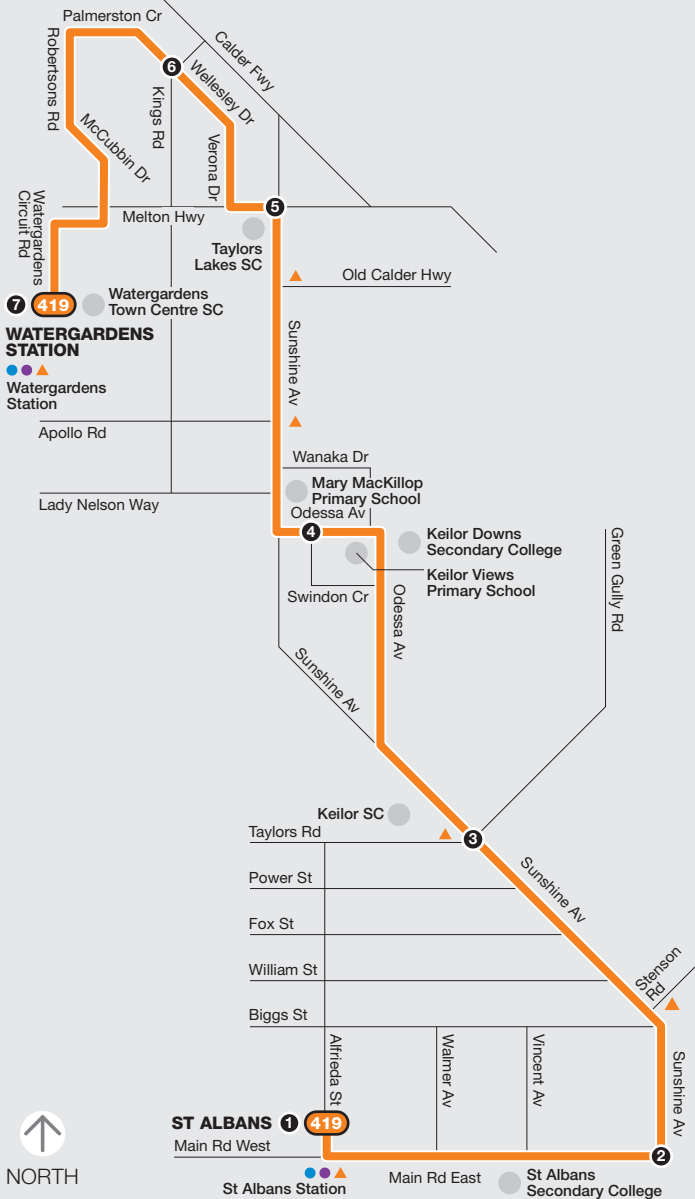 Palmerston Cr
Robertsons Rd
6
Calder Fwy
Wellesley Dr
Kings Rd
McCubbin Dr
Verona Dr
Watergardens
Circuit Rd
Melton Hwy
5
Taylors
Lakes SC
Old Calder Hwy
7
419
Watergardens
Town Centre SC
WATERGARDENS
STATION
Watergardens
Station
Sunshine Av
Apollo Rd
Wanaka Dr
Lady Nelson Way
Mary MacKillop
Primary School
Odessa Av
4
Keilor Downs
Secondary College
Keilor Views
Primary School
Swindon Cr
Odessa Av
Green Gully Rd
Sunshine Av
Keilor SC
Taylors Rd
3
Power St
Sunshine Av
Fox St
William St
Stenson
Rd
Biggs St
Alfrieda St
Walmer Av
Vincent Av
Sunshine Av
ST ALBANS
1
419
Main Rd West
2
St Albans Station
Main Rd East
St Albans
Secondary College
NORTH